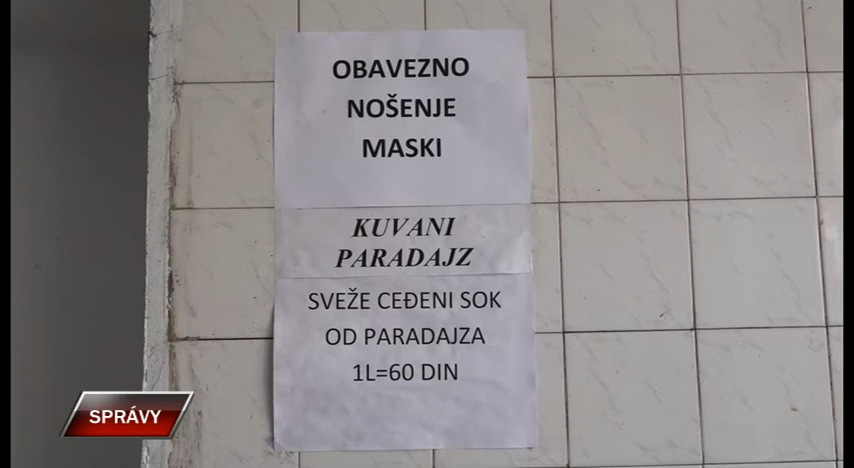 OBAVEZNO
NOŠENJE
MASKI
KUVANI
PARADAJZ
SVEŽE CEĐENI SOK
OD PARADAJZA
1L=60 DIN
SPRÁVY